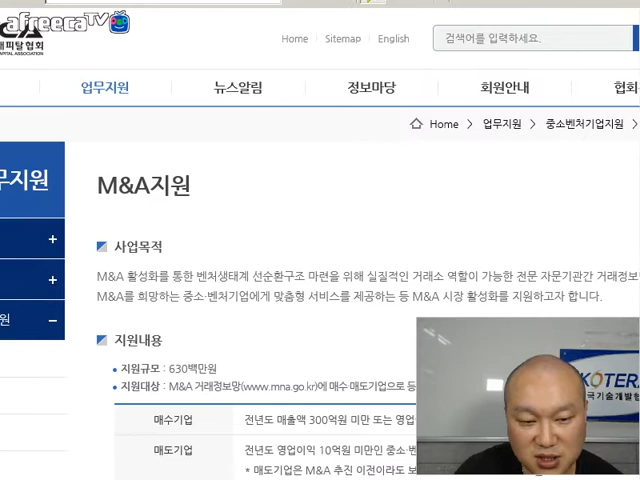 afreecaTV
캐피탈협회
CAPITAL ASSOCIATION
Home
Sitemap
English
검색어를 입력하세요.
업무지원
뉴스알림
정보마당
회원안내
협회
Home > 업무지원 > 중소벤처기업지원 >
무지원
+
+
원 −
M&A지원
사업목적
M&A 활성화를 통한 벤처생태계 선순환구조 마련을 위해 실질적인 거래소 역할이 가능한 전문 자문기관간 거래정보
M&A를 희망하는 중소·벤처기업에게 맞춤형 서비스를 제공하는 등 M&A 시장 활성화를 지원하고자 합니다.
지원내용
지원규모 : 630백만원
지원대상 : M&A 거래정보망(www.mna.go.kr)에 매수·매도기업으로 등
매수기업
전년도 매출액 300억원 미만 또는 영업
매도기업
전년도 영업이익 10억원 미만인 중소·벤
* 매도기업은 M&A 추진 이전이라도 보
KOTERA
국기술개발협